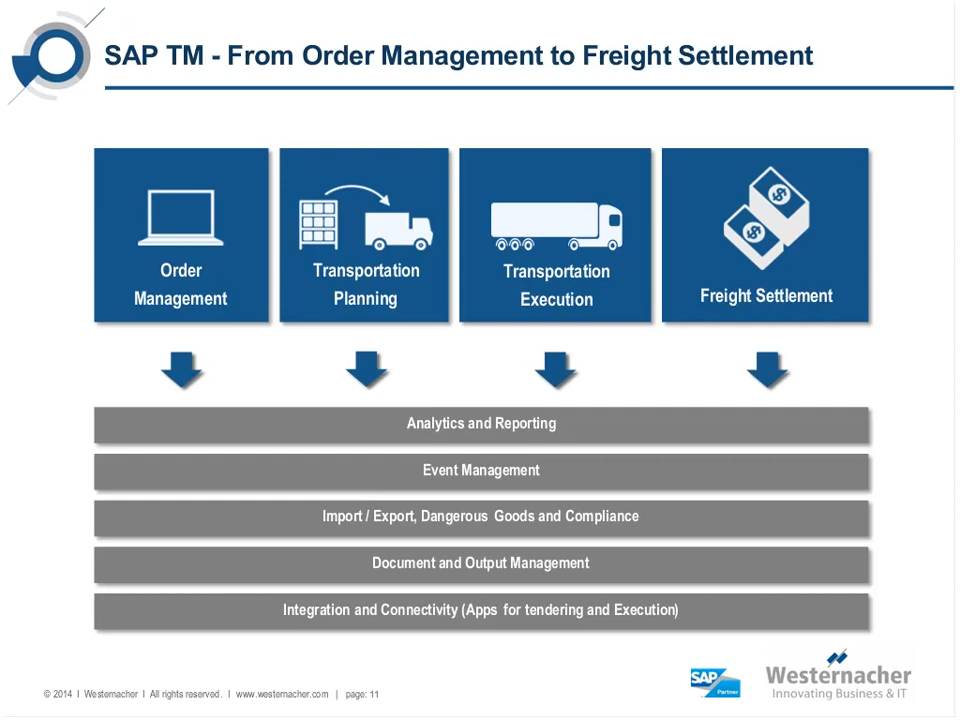 SAP TM - From Order Management to Freight Settlement
Order
Management
Transportation
Planning
Transportation
Execution
Freight Settlement
Analytics and Reporting
Event Management
Import / Export, Dangerous Goods and Compliance
Document and Output Management
Integration and Connectivity (Apps for tendering and Execution)
© 2014 I Westernacher I All rights reserved. I www.westernacher.com | page: 11
SAP
Partner
Westernacher
Innovating Business & IT